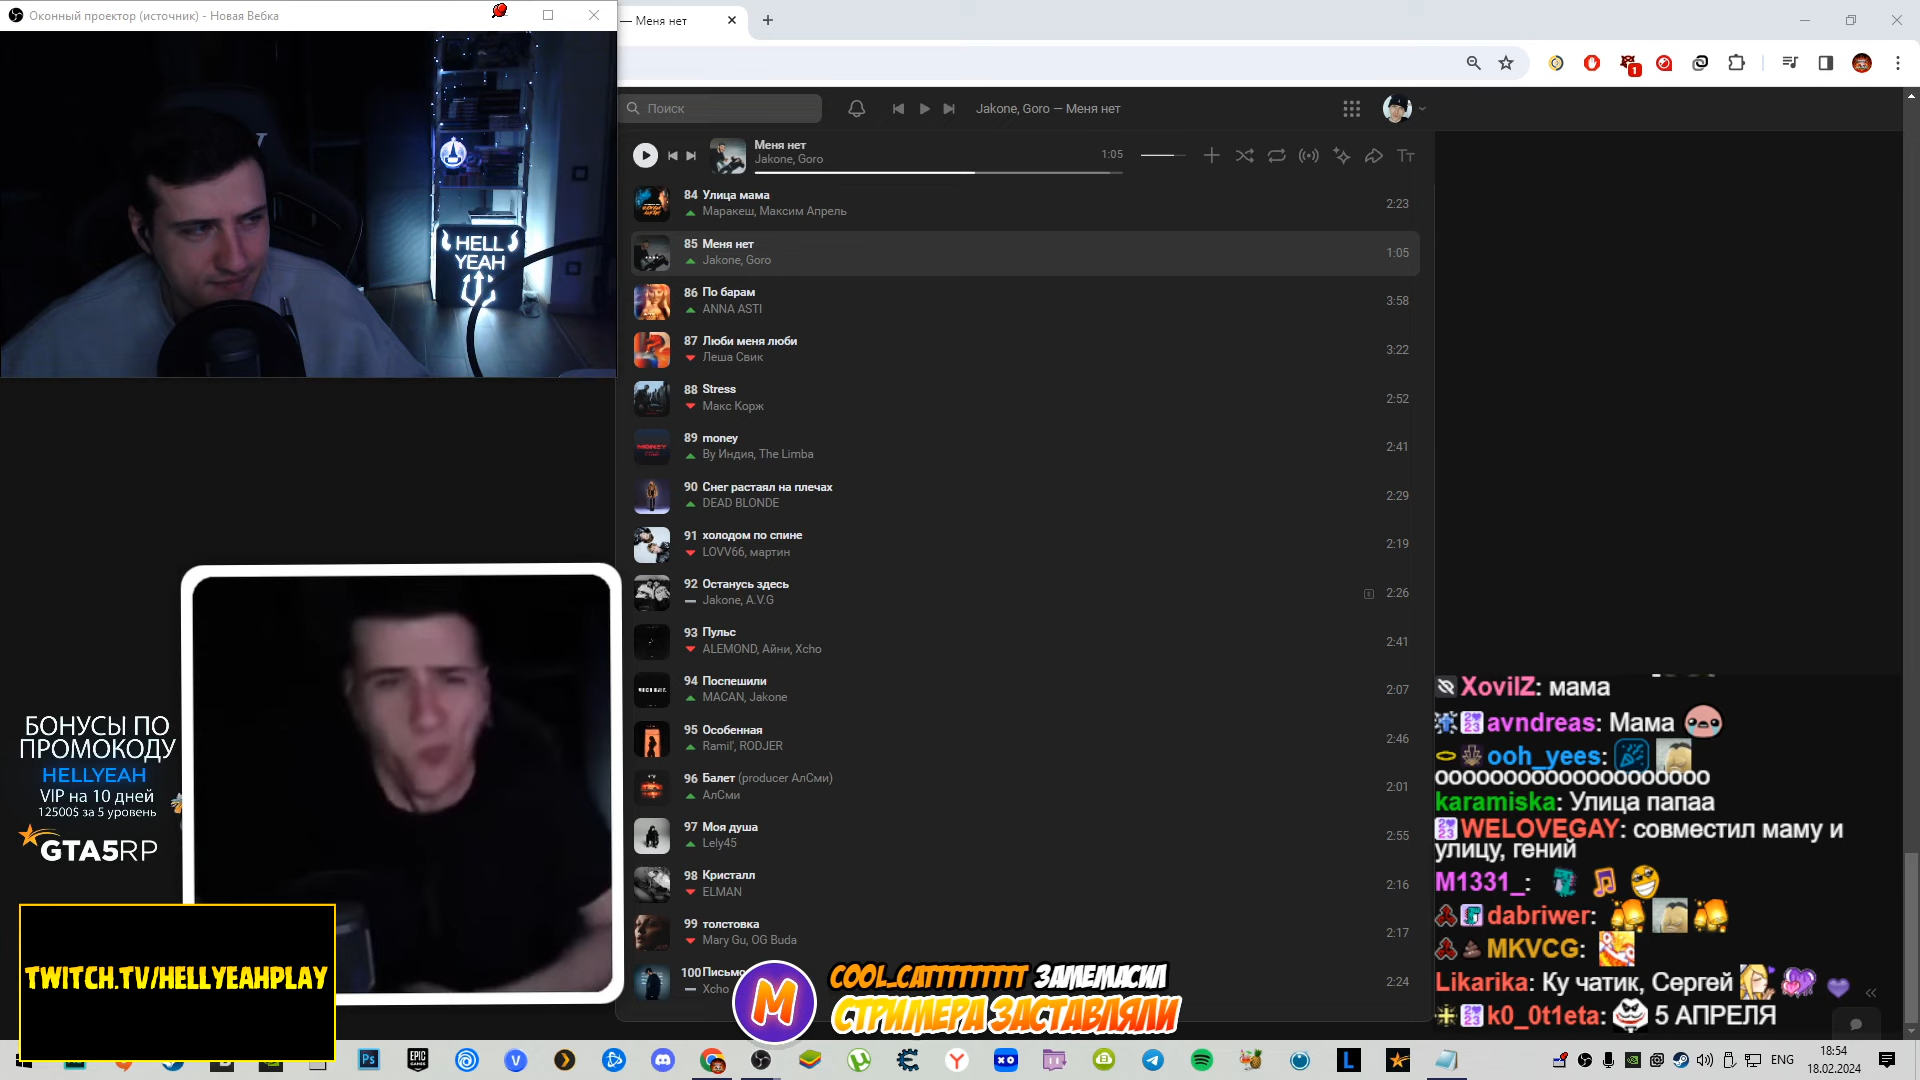 Оконный проектор (источник) - Новая Вебка
— Меня нет
1
HELL
YEAH
Поиск
Jakone, Goro — Меня нет
Меня нет
Jakone, Goro
1:05
84 Улица мама
Маракеш, Максим Апрель
2:23
85 Меня нет
Jakone, Goro
1:05
86 По барам
ANNA ASTI
3:58
87 Люби меня люби
Леша Свик
3:22
88 Stress
Макс Корж
2:52
89 money
By Индия, The Limba
2:41
90 Снег растаял на плечах
DEAD BLONDE
2:29
91 холодом по спине
LOVV66, мартин
2:19
92 Останусь здесь
Jakone, A.V.G
E 2:26
93 Пульс
ALEMOND, Айни, Xcho
2:41
94 Поспешили
MACAN, Jakone
2:07
95 Особенная
Ramil', RODJER
2:46
96 Балет (producer АлСми)
АлСми
2:01
97 Моя душа
Lely45
2:55
98 Кристалл
ELMAN
2:16
99 толстовка
Mary Gu, OG Buda
2:17
100 Письмо
Xcho
2:24
БОНУСЫ ПО
ПРОМОКОДУ
HELLYEAH
VIP на 10 дней
12500$ за 5 уровень
GTA5RP
TWITCH.TV/HELLYEAHPLAY
M
COOL_CATTTTTTTTT ЗАМЕМАСИЛ
СТРИМЕРА ЗАСТАВЛЯЛИ
XovilZ: мама
avndreas: Мама
ooh_yees:
oooooooooooooooooooo
karamiska: Улица папаа
WELOVEGAY: совместил маму и
улицу, гений
M1331_:
dabriwer:
MKVCG:
Likarika: Ку чатик, Сергей
k0_0t1eta: 5 АПРЕЛЯ
ENG
18:54
18.02.2024